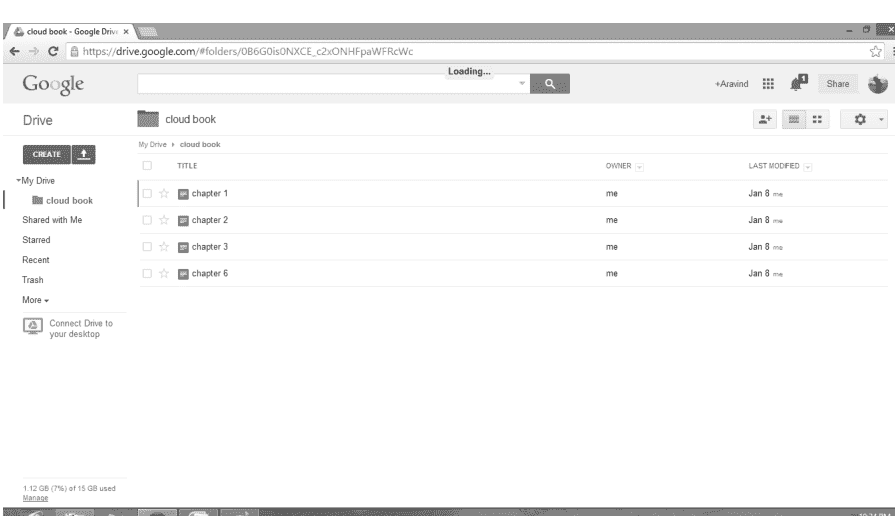 cloud book - Google Drive ×
https://drive.google.com/#folders/0B6G0is0NXCE_c2xONHFpaWFRcWc
Loading...
Google
+Aravind
1
Share
Drive
cloud book
My Drive ▸ cloud book
CREATE
TITLE OWNER LAST MODIFIED
My Drive
cloud book
Shared with Me
Starred
Recent
Trash
More
Connect Drive to
your desktop
chapter 1 me Jan 8 me
chapter 2 me Jan 8 me
chapter 3 me Jan 8 me
chapter 6 me Jan 8 me
1.12 GB (7%) of 15 GB used
Manage